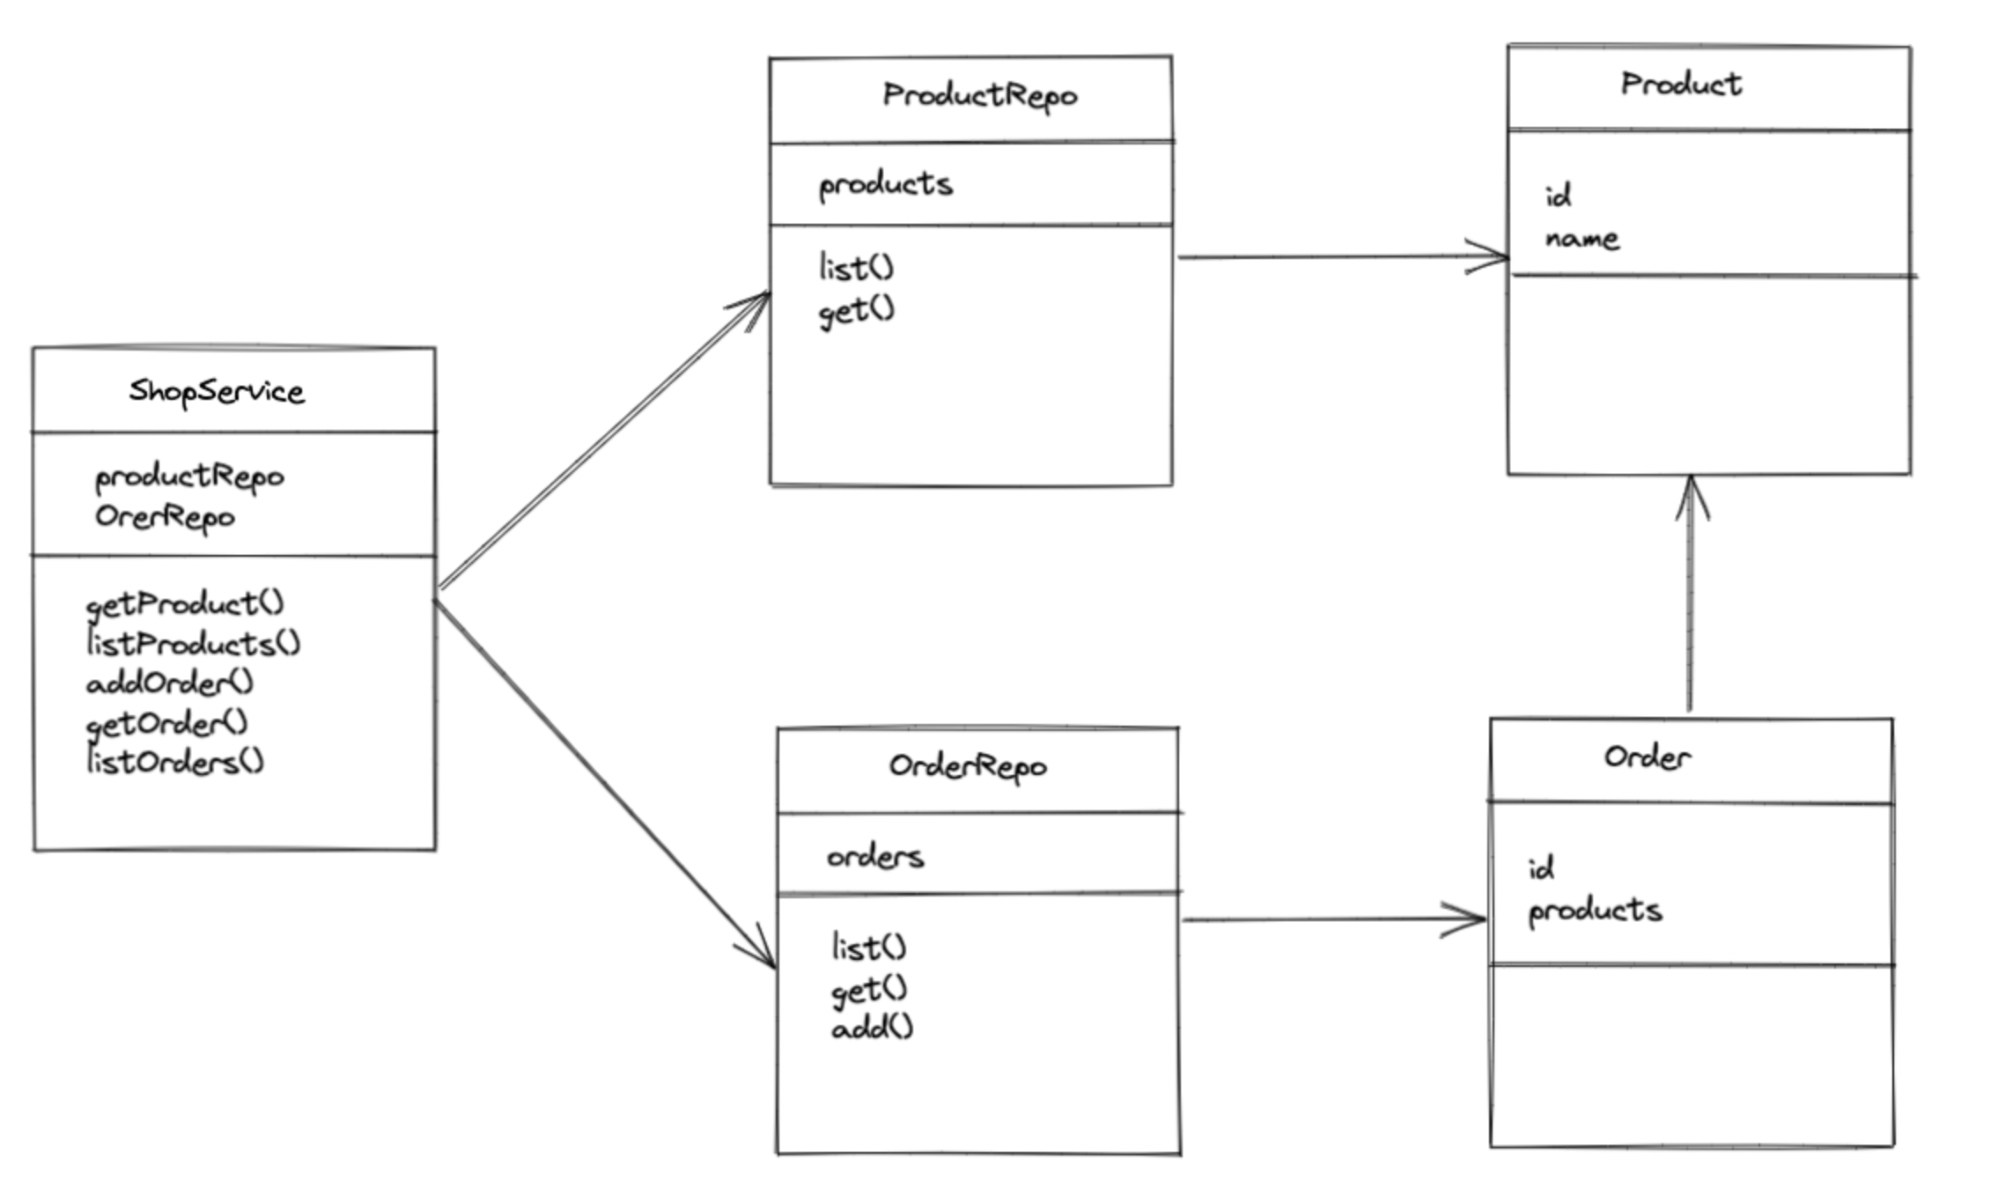 ShopService
productRepo
OrerRepo
getProduct()
listProducts()
addOrder()
getOrder()
listOrders()
ProductRepo
products
list()
get()
Product
id
name
OrderRepo
orders
list()
get()
add()
Order
id
products